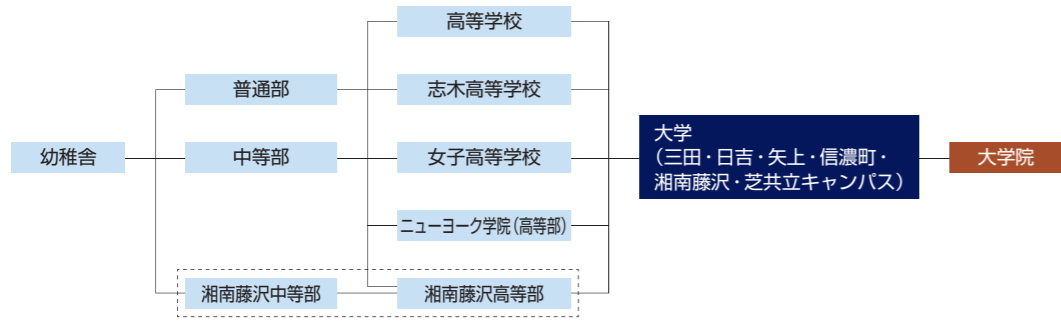 幼稚舎
普通部
中等部
湘南藤沢中等部
高等学校
志木高等学校
女子高等学校
ニューヨーク学院(高等部)
湘南藤沢高等部
大学
(三田・日吉・矢上・信濃町・
湘南藤沢・芝共立キャンパス)
大学院